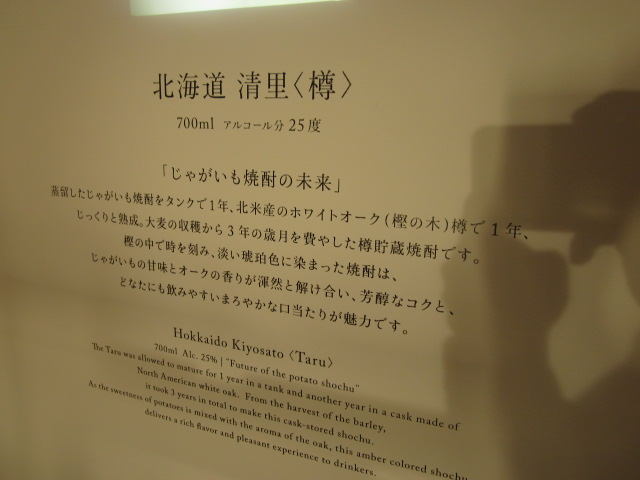 北海道 清里〈樽〉
700ml アルコール分 25度
「じゃがいも焼酎の未来」
蒸留したじゃがいも焼酎をタンクで1年、北米産のホワイトオーク(樫の木)樽で1年、
じっくりと熟成。大麦の収穫から3年の歳月を費やした樽貯蔵焼酎です。
樫の中で時を刻み、淡い琥珀色に染まった焼酎は、
じゃがいもの甘味とオークの香りが渾然と解け合い、芳醇なコクと、
どなたにも飲みやすいまろやかな口当たりが魅力です。
Hokkaido Kiyosato〈Taru〉
700ml Alc. 25% | "Future of the potato shochu"
The Taru was allowed to mature for 1 year in a tank and another year in a cask made of
North American white oak. From the harvest of the barley,
it took 3 years in total to make this cask-stored shochu.
As the sweetness of potatoes is mixed with the aroma of the oak, this amber colored shochu
delivers a rich flavor and pleasant experience to drinkers.